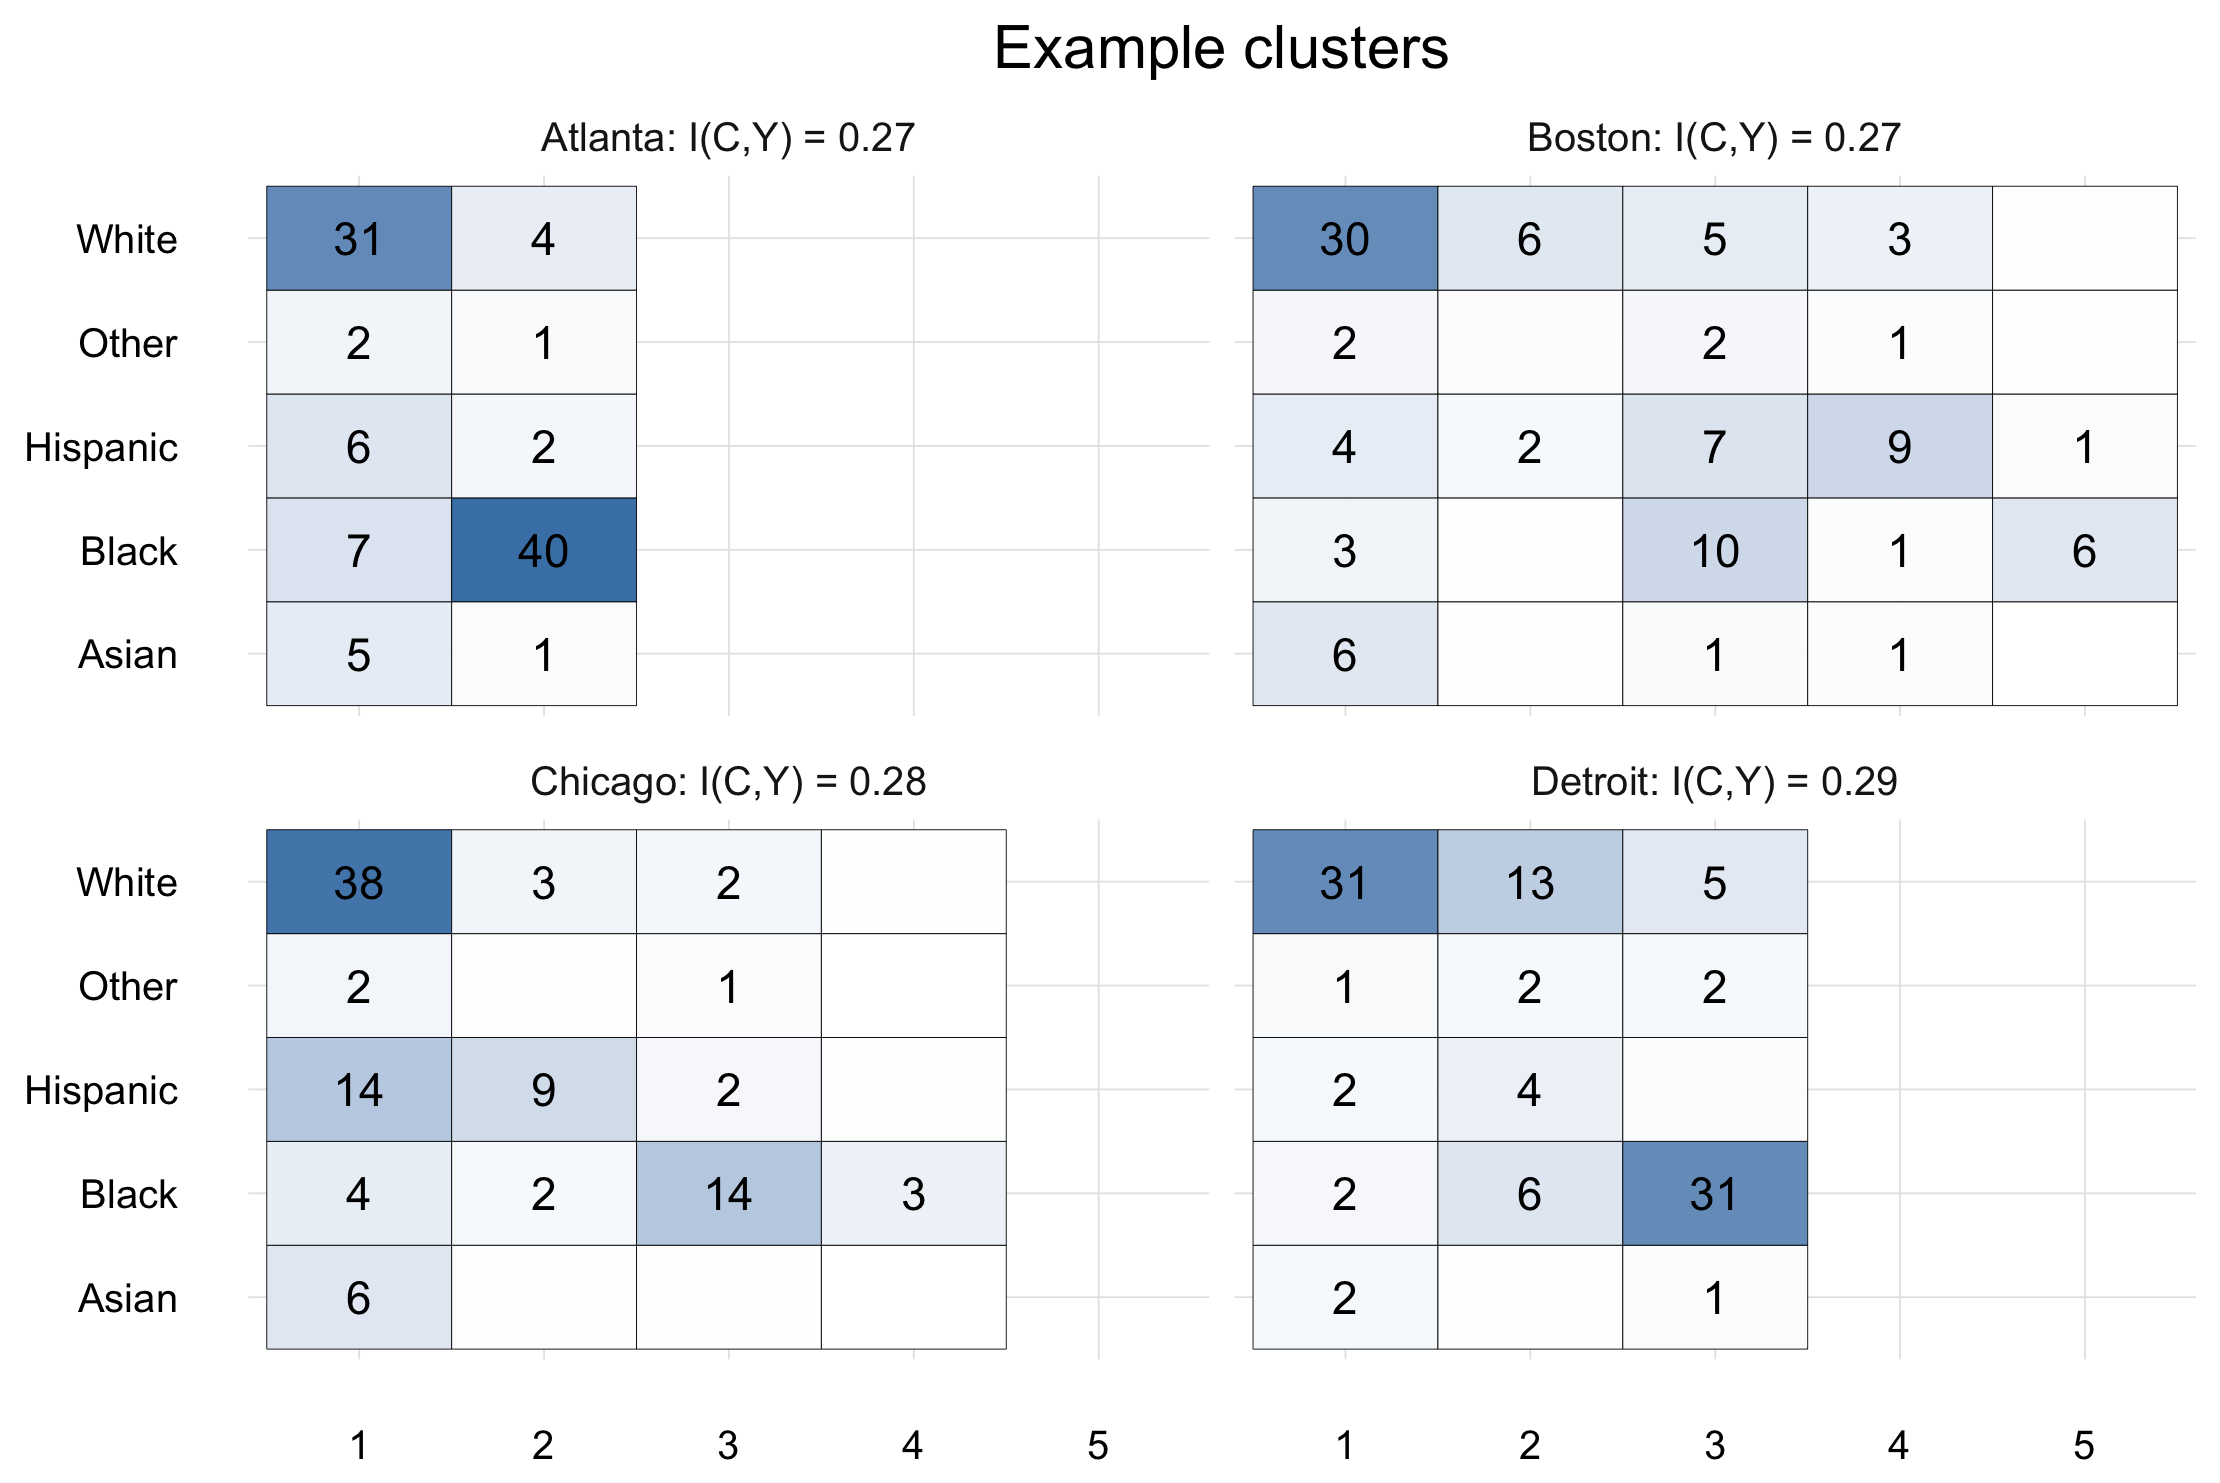 Example clusters
Atlanta: I(C,Y) = 0.27
White 31 4
Other 2 1
Hispanic 6 2
Black 7 40
Asian 5 1
Boston: I(C,Y) = 0.27
30 6 5 3
2 2 1
4 2 7 9 1
3 10 1 6
6 1 1
Chicago: I(C,Y) = 0.28
White 38 3 2
Other 2 1
Hispanic 14 9 2
Black 4 2 14 3
Asian 6
1 2 3 4 5
Detroit: I(C,Y) = 0.29
31 13 5
1 2 2
2 4
2 6 31
2 1
1 2 3 4 5